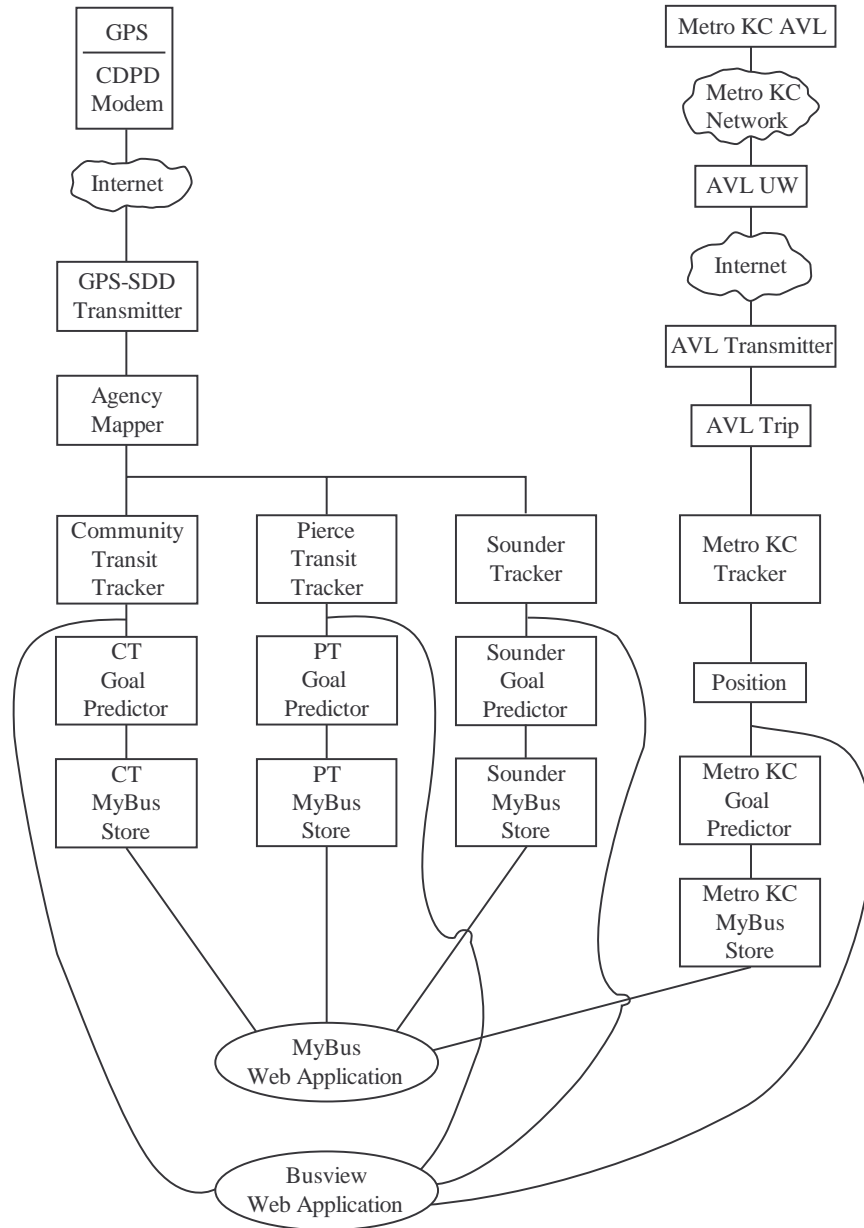 GPS
CDPD
Modem
Internet
GPS-SDD
Transmitter
Agency
Mapper
Metro KC AVL
Metro KC
Network
AVL UW
Internet
AVL Transmitter
AVL Trip
Community
Transit
Tracker
Pierce
Transit
Tracker
Sounder
Tracker
Metro KC
Tracker
CT
Goal
Predictor
PT
Goal
Predictor
Sounder
Goal
Predictor
Position
CT
MyBus
Store
PT
MyBus
Store
Sounder
MyBus
Store
Metro KC
Goal
Predictor
Metro KC
MyBus
Store
MyBus
Web Application
Busview
Web Application